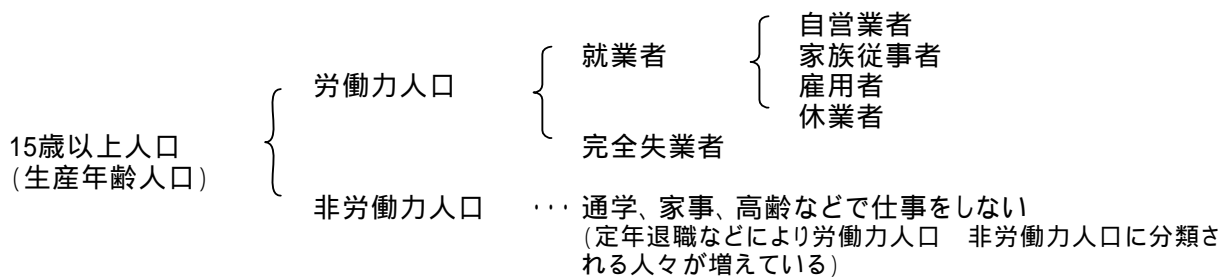 自営業者
就業者
家族従事者
労働力人口
雇用者
休業者
15歳以上人口
(生産年齢人口)
完全失業者
非労働力人口 ··· 通学、家事、高齢などで仕事をしない
(定年退職などにより労働力人口 非労働力人口に分類さ
れる人々が増えている)